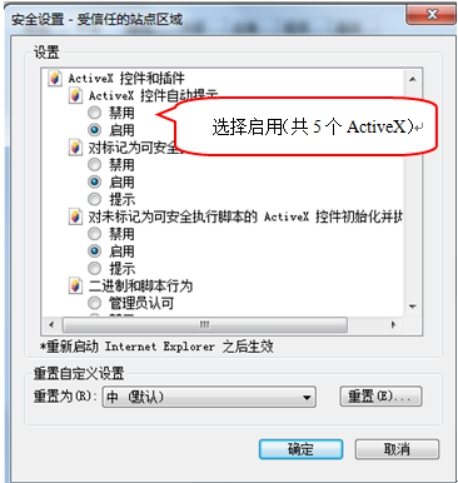 安全设置 - 受信任的站点区域
设置
ActiveX 控件和插件
ActiveX 控件自动提示
禁用
启用
选择启用(共 5 个 ActiveX)
对标记为可安全
禁用
启用
提示
对未标记为可安全执行脚本的 ActiveX 控件初始化并执
禁用
启用
提示
二进制和脚本行为
管理员认可
*重新启动 Internet Explorer 之后生效
重置自定义设置
重置为(R): 中 (默认)
重置(E)...
确定
取消